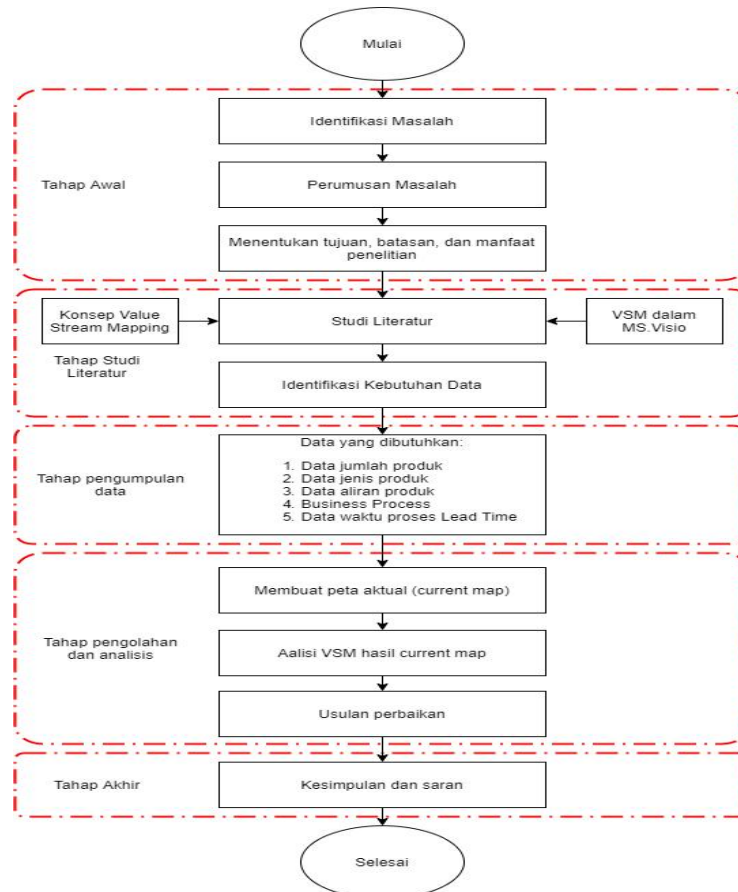 Mulai
Identifikasi Masalah
Tahap Awal
Perumusan Masalah
Menentukan tujuan, batasan, dan manfaat
penelitian
Konsep Value
Stream Mapping
Studi Literatur
VSM dalam
MS.Visio
Tahap Studi
Literatur
Identifikasi Kebutuhan Data
Tahap pengumpulan
data
Data yang dibutuhkan:
1. Data jumlah produk
2. Data jenis produk
3. Data aliran produk
4. Business Process
5. Data waktu proses Lead Time
Membuat peta aktual (current map)
Tahap pengolahan
dan analisis
Aalisi VSM hasil current map
Usulan perbaikan
Tahap Akhir
Kesimpulan dan saran
Selesai